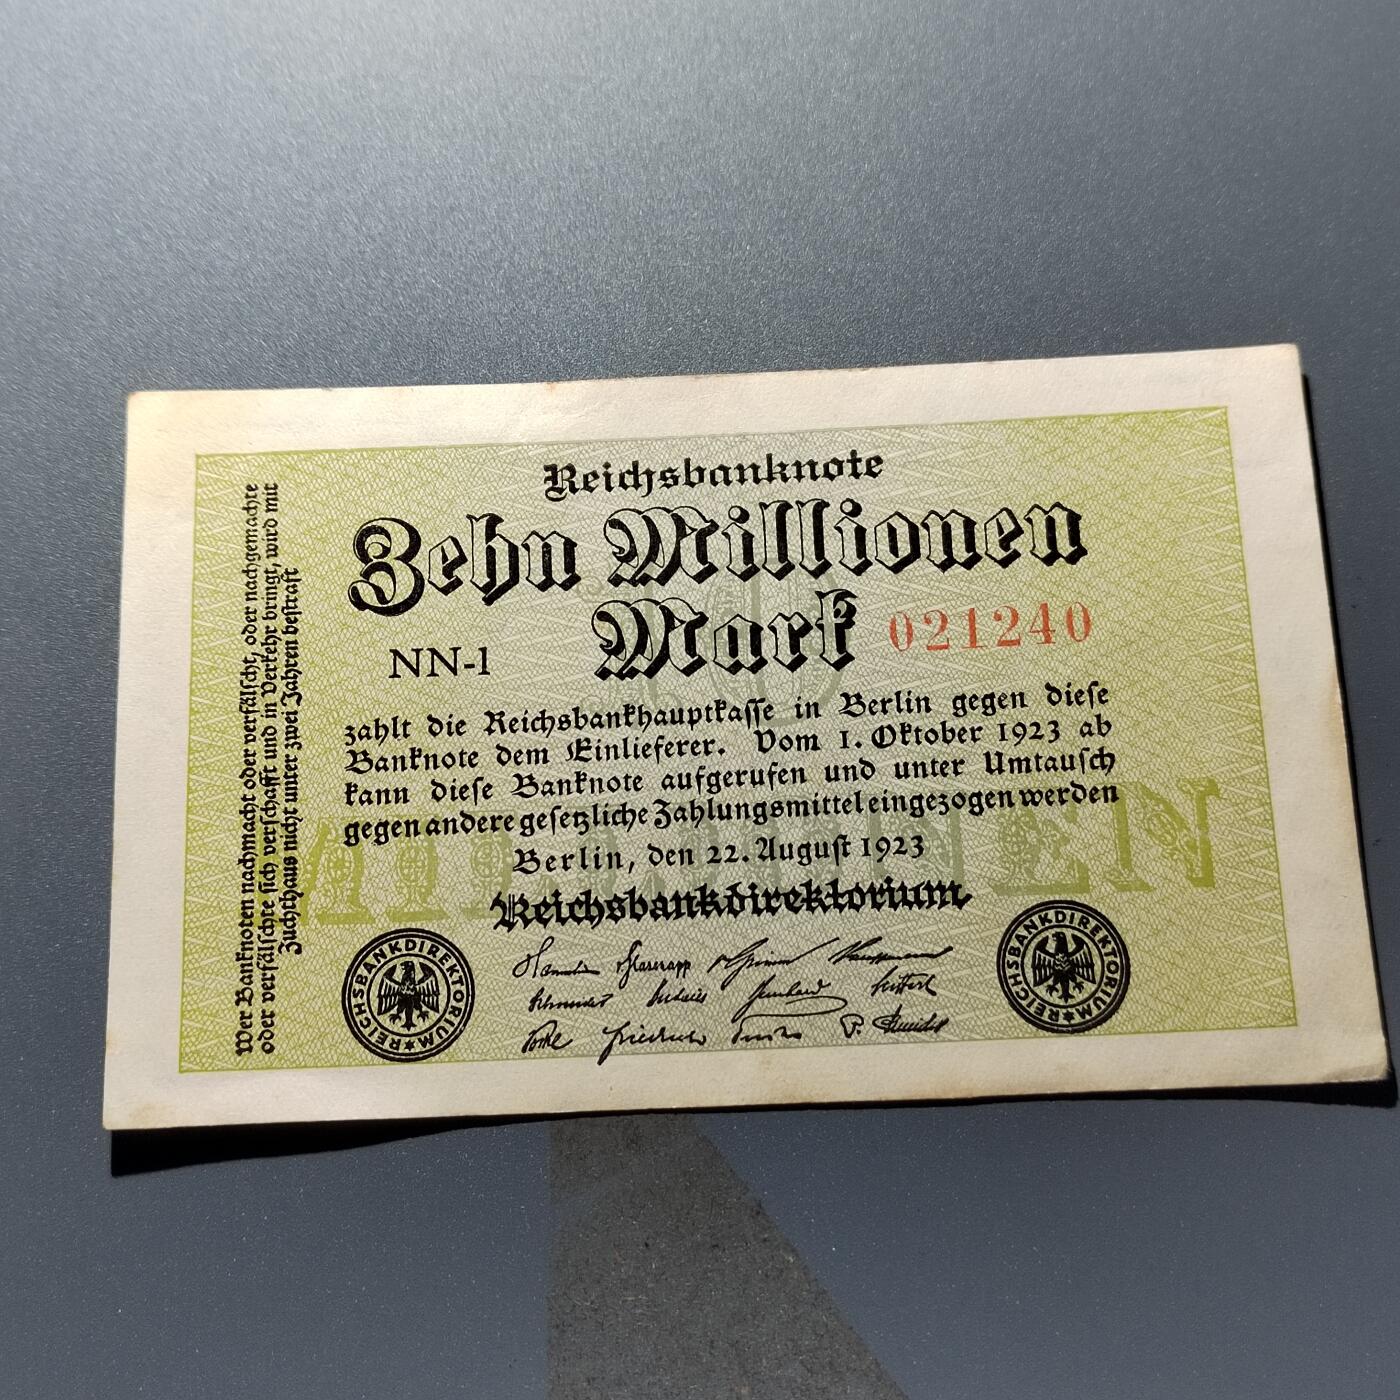 Reichsbanknote
Zehn Millionen
Mark
NN-1
021240
zahlt die Reichsbankhauptkasse in Berlin gegen diese
Banknote dem Einlieferer. Vom 1. Oktober 1923 ab
kann diese Banknote aufgerufen und unter Umtausch
gegen andere gesetzliche Zahlungsmittel eingezogen werden
Berlin, den 22. August 1923
Reichsbankdirektorium
Wer Banknoten nachmacht oder verfälscht, oder nachgemachte
oder verfälschte sich verschafft und in Verkehr bringt, wird mit
Zuchthaus nicht unter zwei Jahren bestraft
REICHSBANKDIREKTORIUM
REICHSBANKDIREKTORIUM